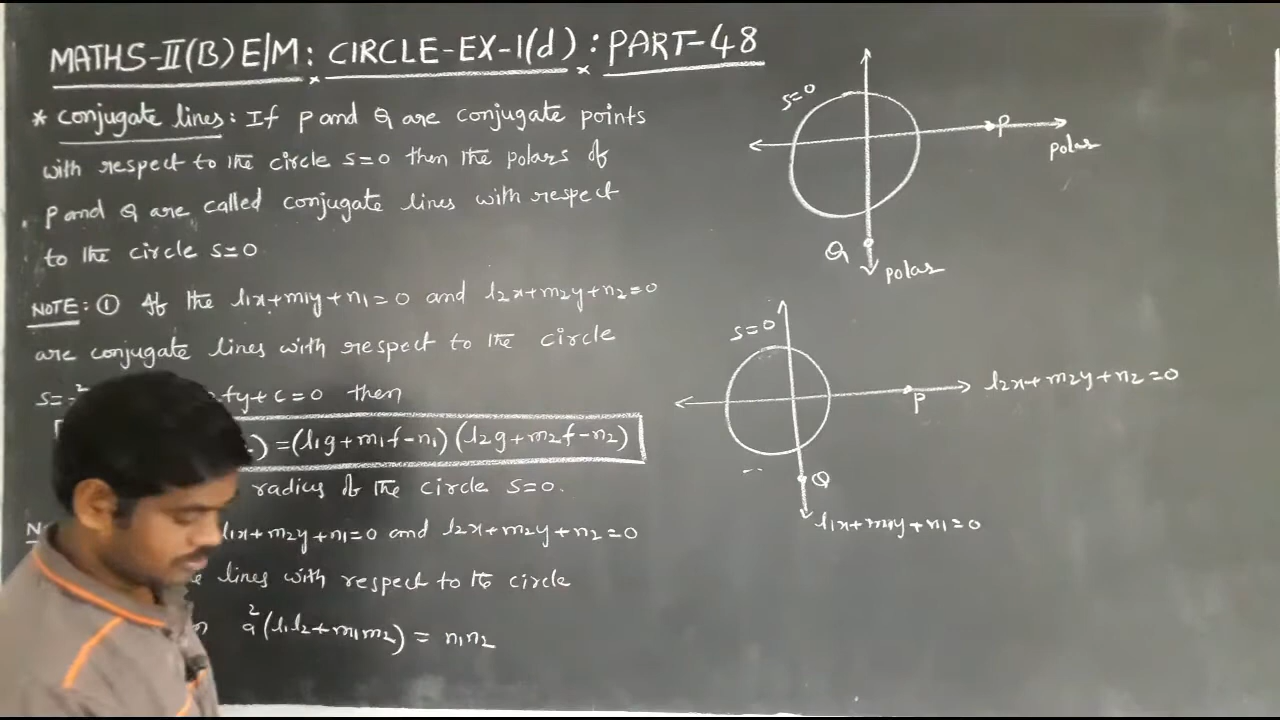 MATHS-II(B) E/M: CIRCLE-EX-1(d): PART-48
* conjugate lines: If P and Q are conjugate points
with respect to the circle S=0 then the polars of
P and Q are called conjugate lines with respect
to the circle S=0
NOTE: ① If the l1x+m1y+n1=0 and l2x+m2y+n2=0
are conjugate lines with respect to the circle
S= 2 fy+c=0 then
) =(l1g+m1f-n1)(l2g+m2f-n2)
radius of the circle S=0.
N l1x+m2y+n1=0 and l2x+m2y+n2=0
e lines with respect to the circle
n a2(l1l2+m1m2) = n1n2
S=0
P
polar
Q
polar
S=0
l2x+m2y+n2=0
P
Q
l1x+m1y+n1=0